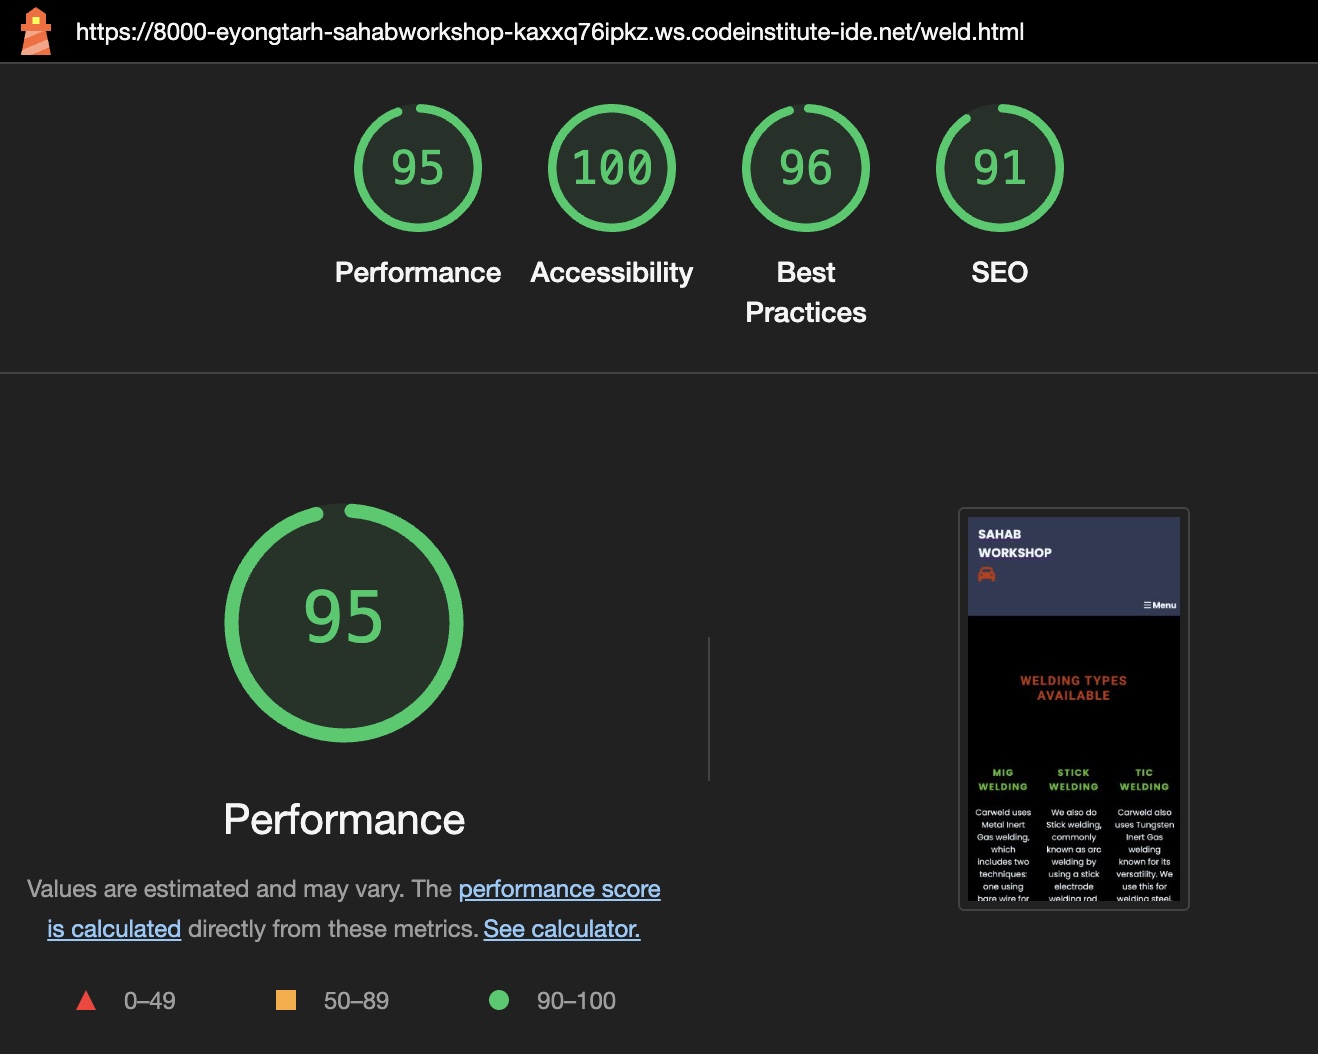 https://8000-eyongtarh-sahabworkshop-kaxxq76ipkz.ws.codeinstitute-ide.net/weld.html
95
100
96
91
Performance
Accessibility
Best
Practices
SEO
95
Performance
Values are estimated and may vary. The performance score
is calculated directly from these metrics. See calculator.
0–49
50–89
90–100
SAHAB
WORKSHOP
Menu
WELDING TYPES
AVAILABLE
MIG
WELDING
Carweld uses
Metal Inert
Gas welding,
which
includes two
techniques:
one using
bare wire for
STICK
WELDING
We also do
Stick welding,
commonly
known as arc
welding by
using a stick
electrode
welding rod
TIC
WELDING
Carweld also
uses Tungsten
Inert Gas
welding
known for its
versatility. We
use this for
welding steel,